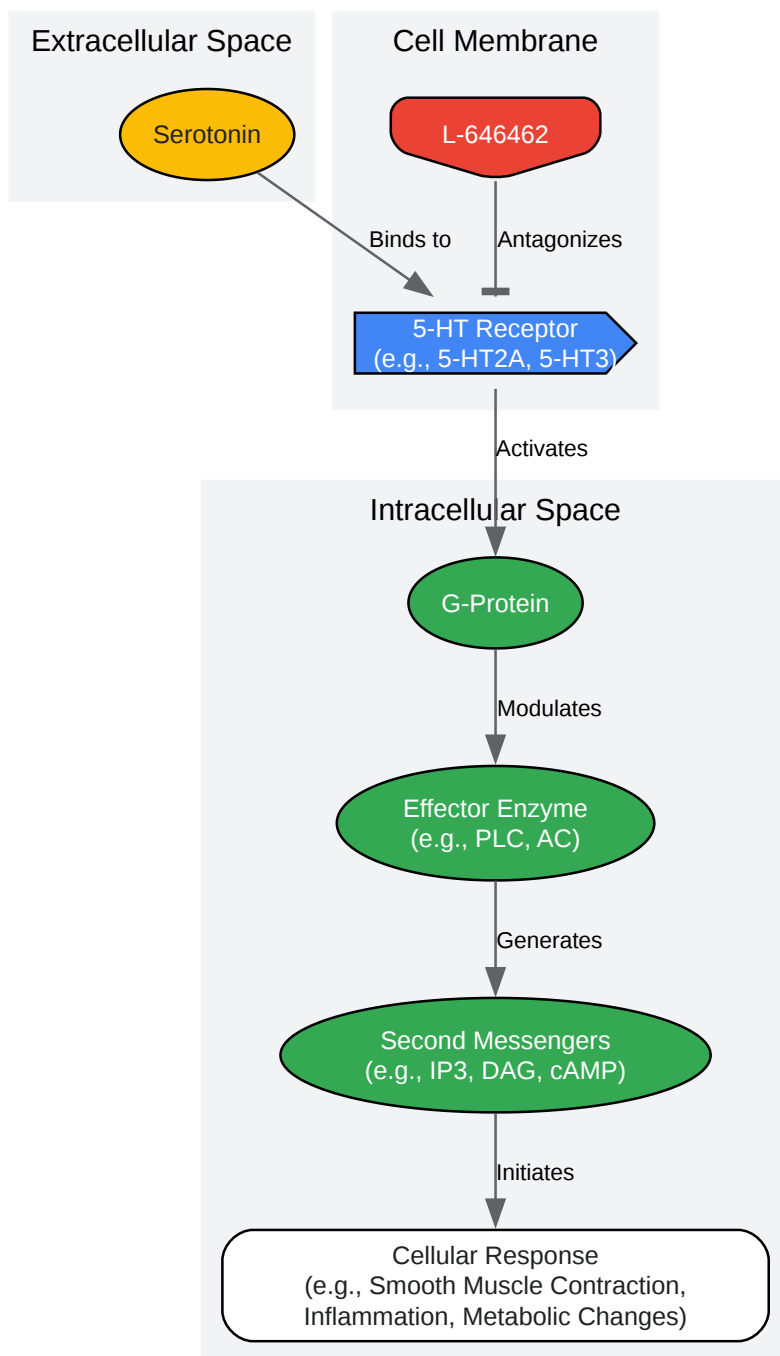 Extracellular Space
Cell Membrane
Serotonin
L-646462
Binds to
Antagonizes
5-HT Receptor
(e.g., 5-HT2A, 5-HT3)
Activates
Intracellular Space
G-Protein
Modulates
Effector Enzyme
(e.g., PLC, AC)
Generates
Second Messengers
(e.g., IP3, DAG, cAMP)
Initiates
Cellular Response
(e.g., Smooth Muscle Contraction,
Inflammation, Metabolic Changes)